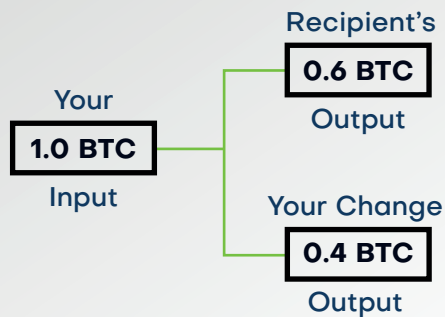 Your
1.0 BTC
Input
Recipient's
0.6 BTC
Output
Your Change
0.4 BTC
Output